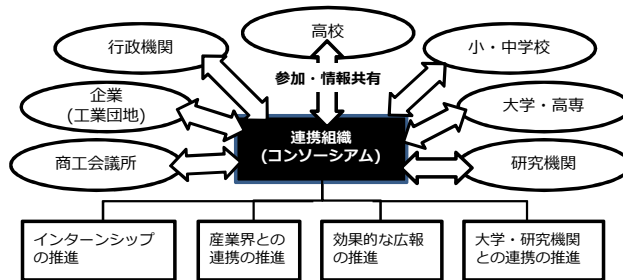 高校
行政機関
小・中学校
参加・情報共有
企業
(工業団地)
大学・高専
連携組織
(コンソーシアム)
商工会議所
研究機関
インターンシップ
の推進
産業界との
連携の推進
効果的な広報
の推進
大学・研究機関
との連携の推進